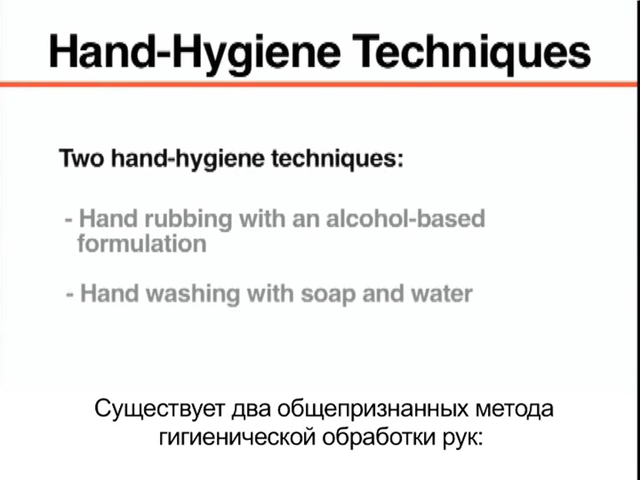 Hand-Hygiene Techniques
Two hand-hygiene techniques:
- Hand rubbing with an alcohol-based
formulation
- Hand washing with soap and water
Существует два общепризнанных метода
гигиенической обработки рук: